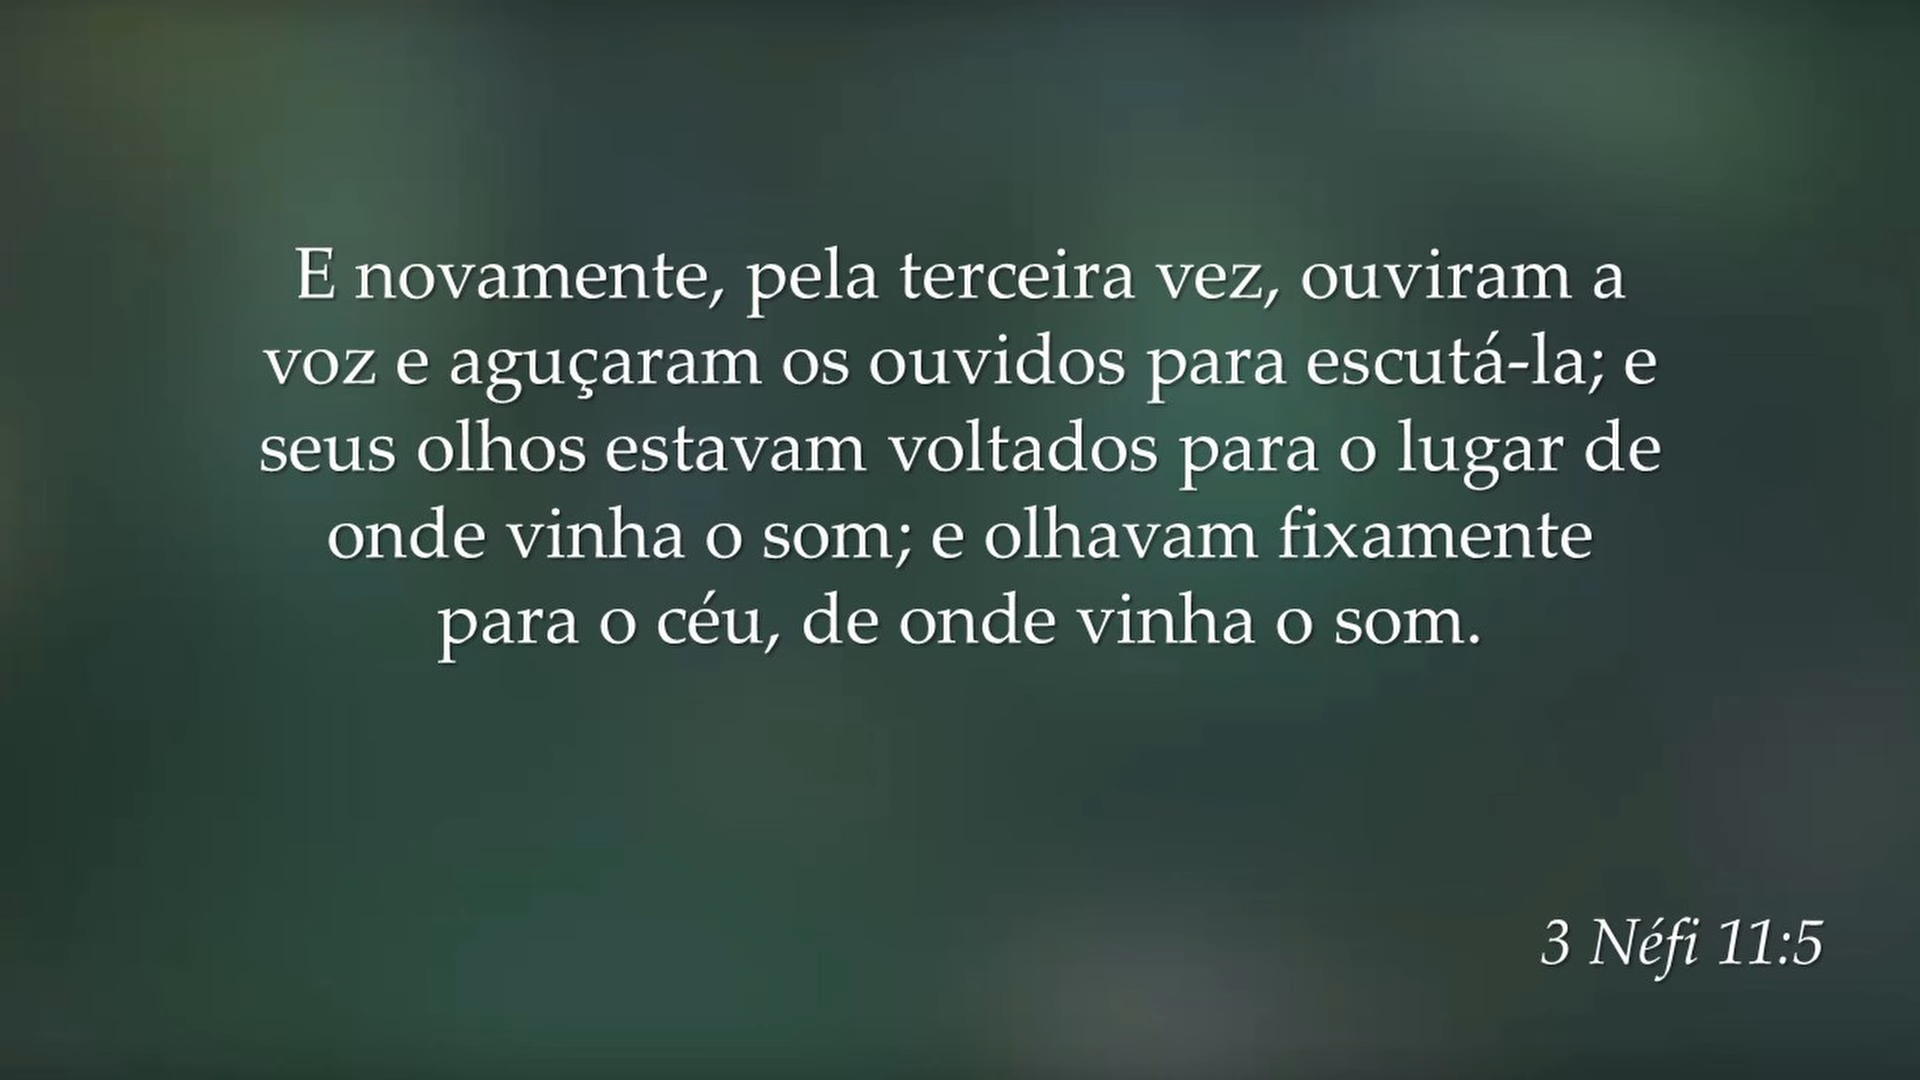 E novamente, pela terceira vez, ouviram a
voz e aguçaram os ouvidos para escutá-la; e
seus olhos estavam voltados para o lugar de
onde vinha o som; e olhavam fixamente
para o céu, de onde vinha o som.
3 Néfi 11:5